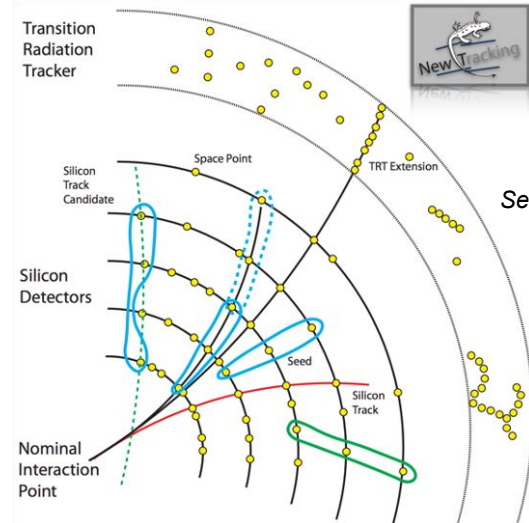 Transition
Radiation
Tracker
New Tracking
Space Point
TRT Extension
Silicon
Track
Candidate
Se
Silicon
Detectors
Seed
Silicon
Track
Nominal
Interaction
Point